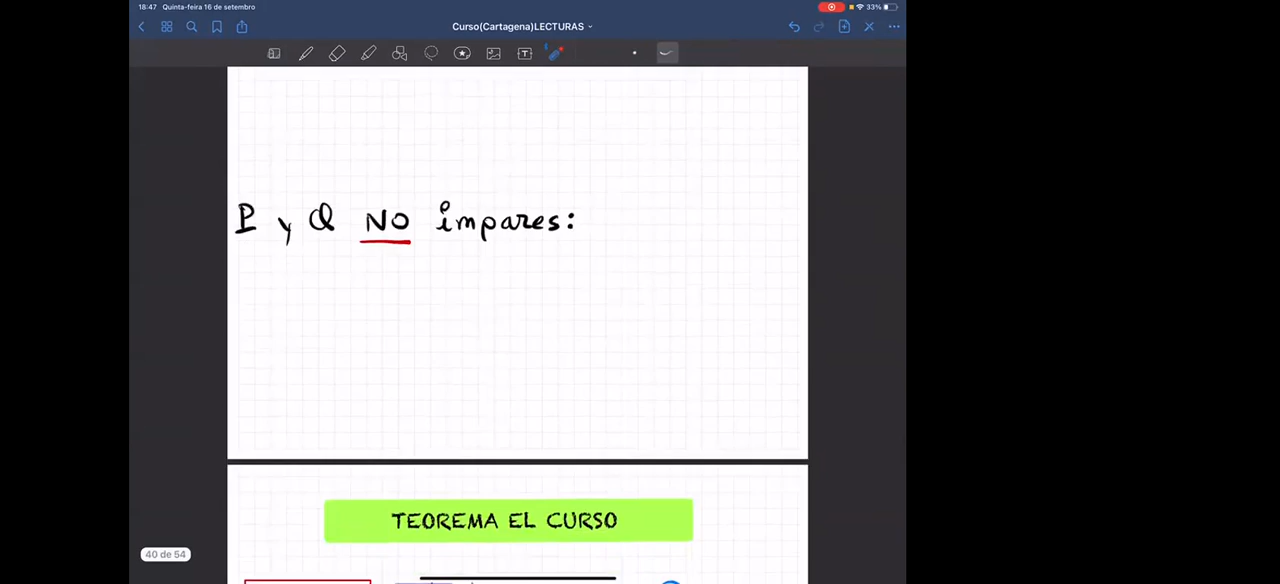 18:47 Quinta-feira 16 de setembro
33%
Curso(Cartagena)LECTURAS
P y Q NO impares:
TEOREMA EL CURSO
40 de 54